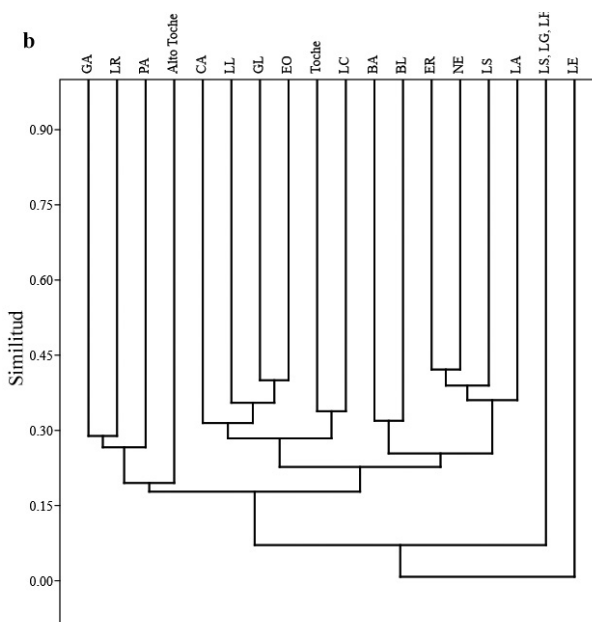 b
GA
LR
PA
Alto Toche
CA
LL
GL
EO
Toche
LC
BA
BL
ER
NE
LS
LA
LS, LG,
LE
0.90
0.75
0.60
0.45
0.30
0.15
0.00
Similitud